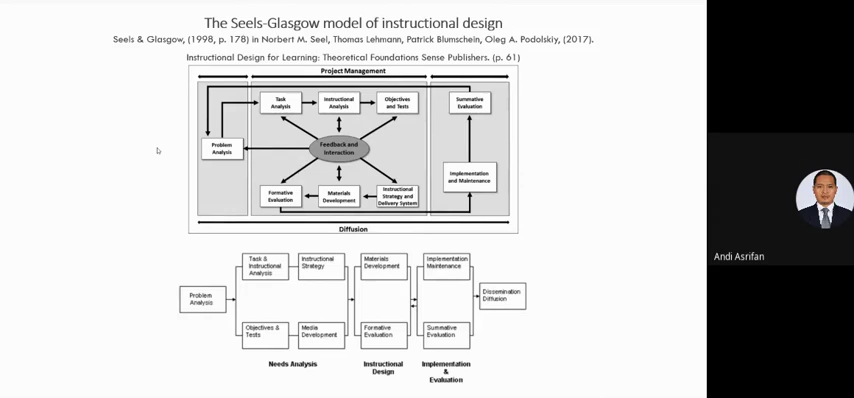 The Seels-Glasgow model of instructional design
Seels & Glasgow, (1998, p. 178) in Norbert M. Seel, Thomas Lehmann, Patrick Blumschein, Oleg A. Podolskiy, (2017).
Instructional Design for Learning: Theoretical Foundations Sense Publishers. (p. 61)
Project Management
Task
Analysis
Instructional
Analysis
Objectives
and Tests
Summative
Evaluation
Problem
Analysis
Feedback and
Interaction
Implementation
and Maintenance
Formative
Evaluation
Materials
Development
Instructional
Strategy and
Delivery System
Diffusion
Task &
Instructional
Analysis
Instructional
Strategy
Materials
Development
Implementation
Maintenance
Problem
Analysis
Dissemination
Diffusion
Objectives &
Tests
Media
Development
Formative
Evaluation
Summative
Evaluation
Needs Analysis
Instructional
Design
Implementation
&
Evaluation
Andi Asrifan